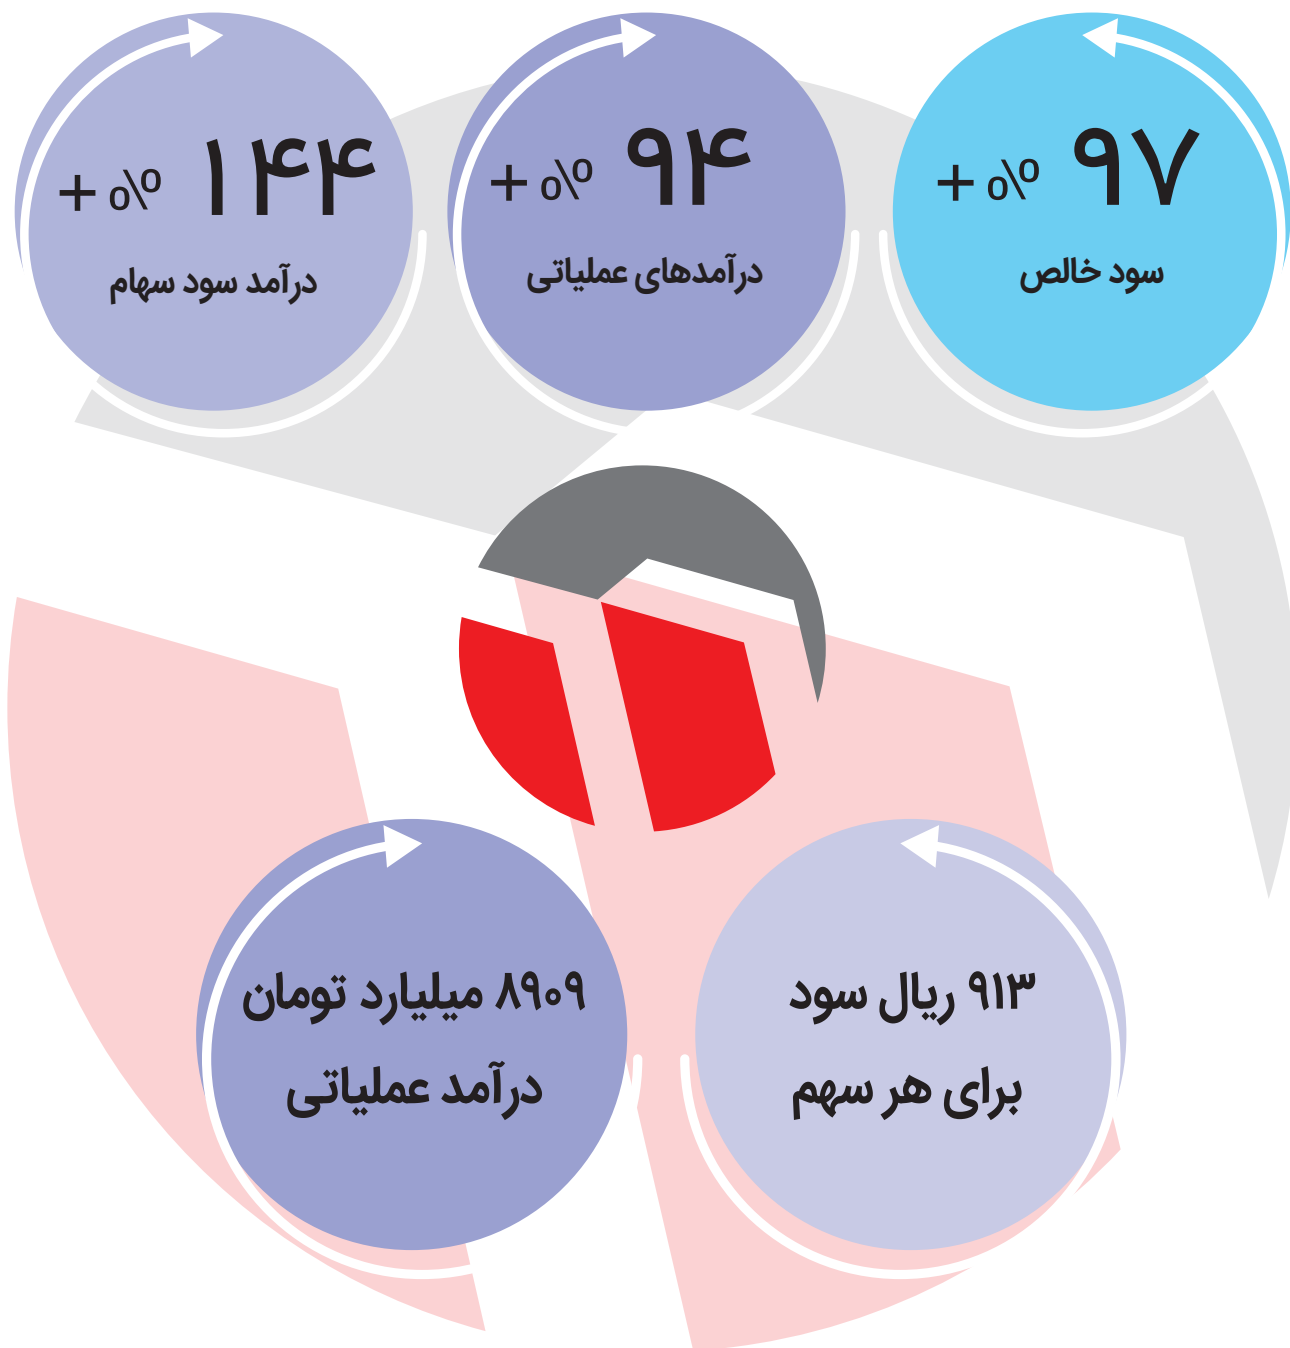 ۹۷ %+
سود خالص
۹۴ %+
درآمدهای عملیاتی
۱۴۴ %+
درآمد سود سهام
۹۱۳ ریال سود
برای هر سهم
۸۹۰۹ میلیارد تومان
درآمد عملیاتی